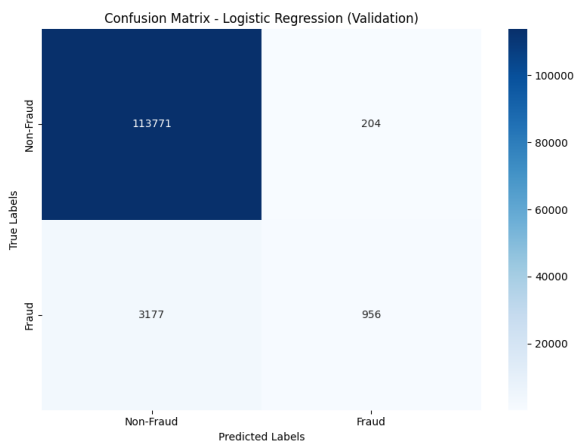 Confusion Matrix - Logistic Regression (Validation)
True Labels
Non-Fraud
113771
204
Fraud
3177
956
Non-Fraud
Fraud
Predicted Labels
100000
80000
60000
40000
20000